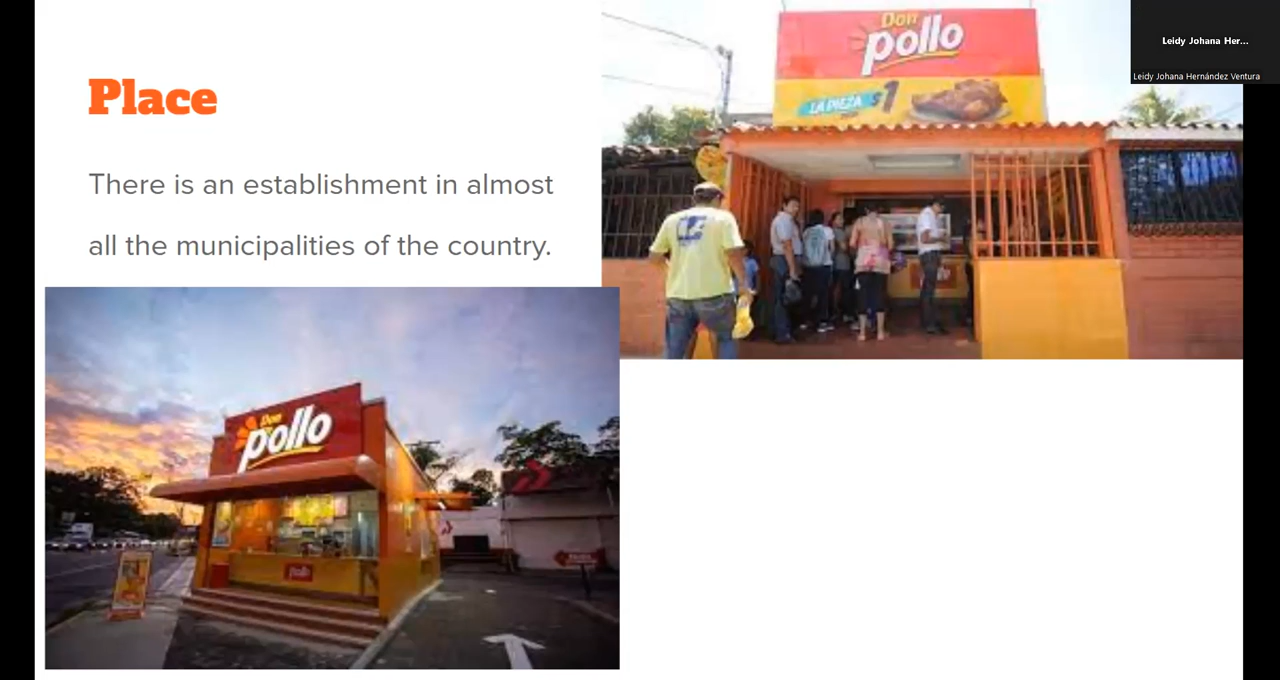 Place
There is an establishment in almost
all the municipalities of the country.
Don
pollo
LA PIEZA $1
Leidy Johana Her...
Leidy Johana Hernández Ventura
Don
pollo
pollo